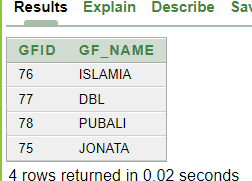 Results Explain Describe Sav
GFID GF_NAME
76 ISLAMIA
77 DBL
78 PUBALI
75 JONATA
4 rows returned in 0.02 seconds